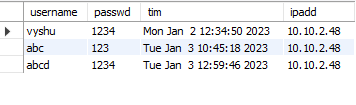 username passwd tim ipadd
vyshu 1234 Mon Jan 2 12:34:50 2023 10.10.2.48
abc 123 Tue Jan 3 10:45:18 2023 10.10.2.48
abcd 1234 Tue Jan 3 12:59:46 2023 10.10.2.48